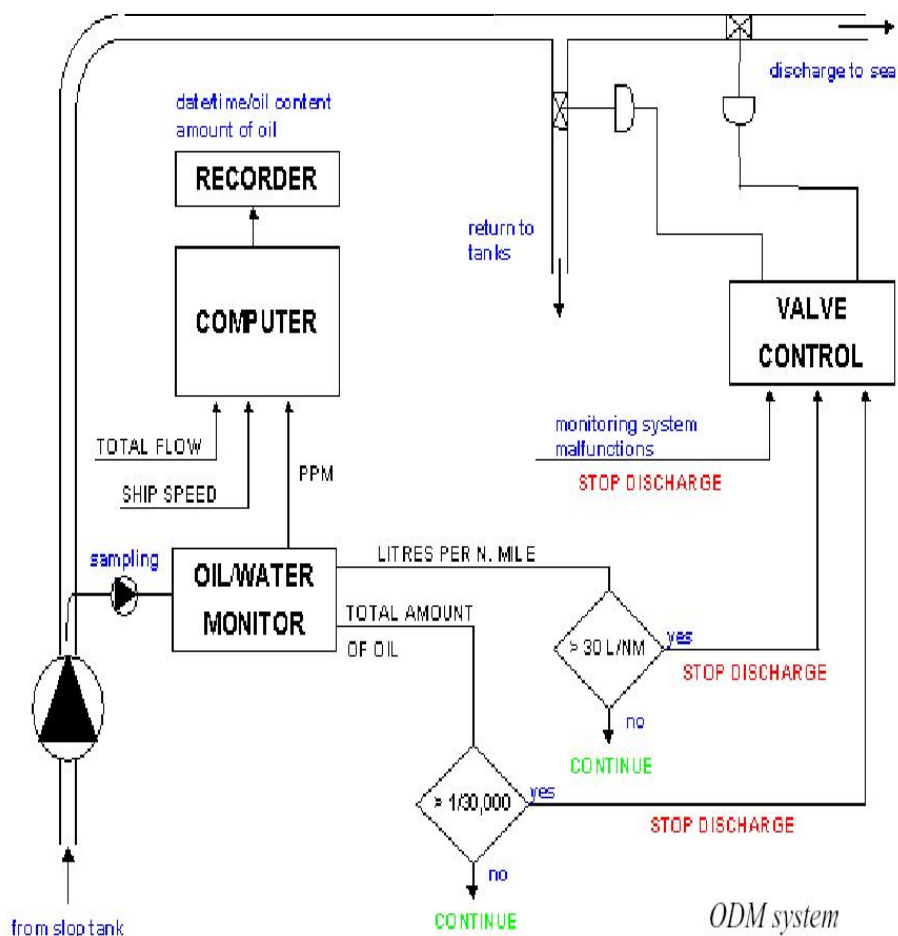 discharge to sea
date/time/oil content
amount of oil
RECORDER
return to
tanks
COMPUTER
VALVE
CONTROL
TOTAL FLOW
SHIP SPEED
PPM
monitoring system
malfunctions
STOP DISCHARGE
sampling
OIL/WATER
MONITOR
LITRES PER N. MILE
TOTAL AMOUNT
OF OIL
> 30 L/NM
yes
STOP DISCHARGE
no
CONTINUE
> 1/30,000
yes
STOP DISCHARGE
no
CONTINUE
from slop tank
ODM system